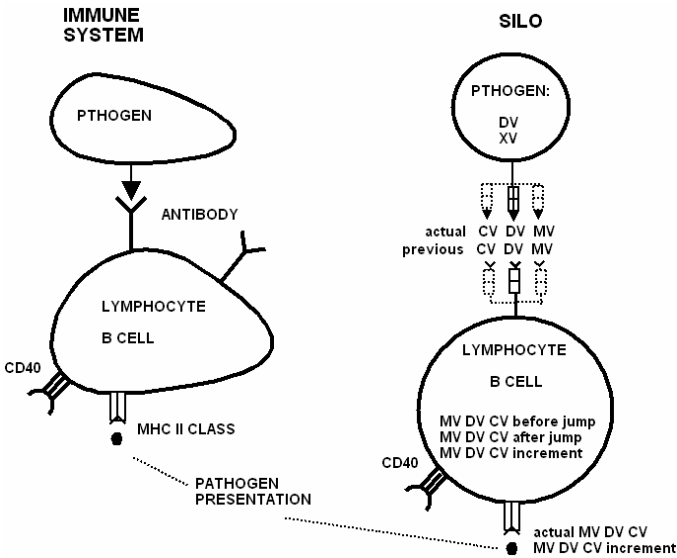 IMMUNE
SYSTEM
PTHOGEN
ANTIBODY
LYMPHOCYTE
B CELL
CD40
MHC II CLASS
PATHOGEN
PRESENTATION
SILO
PTHOGEN:
DV
XV
actual CV DV MV
previous CV DV MV
LYMPHOCYTE
B CELL
MV DV CV before jump
MV DV CV after jump
MV DV CV increment
CD40
actual MV DV CV
MV DV CV increment